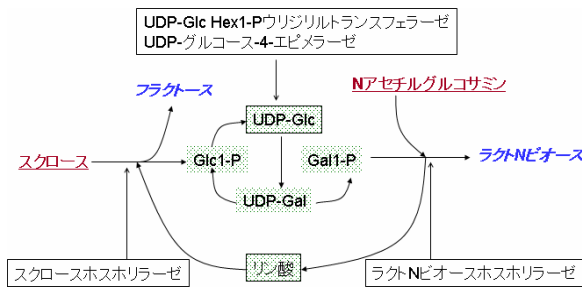 UDP-Glc Hex1-Pウリジリルトランスフェラーゼ
UDP-グルコース-4-エピメラーゼ
フラクトース
Nアセチルグルコサミン
UDP-Glc
スクロース
Glc1-P
Gal1-P
ラクトNビオース
UDP-Gal
スクロースホスホリラーゼ
リン酸
ラクトNビオースホスホリラーゼ